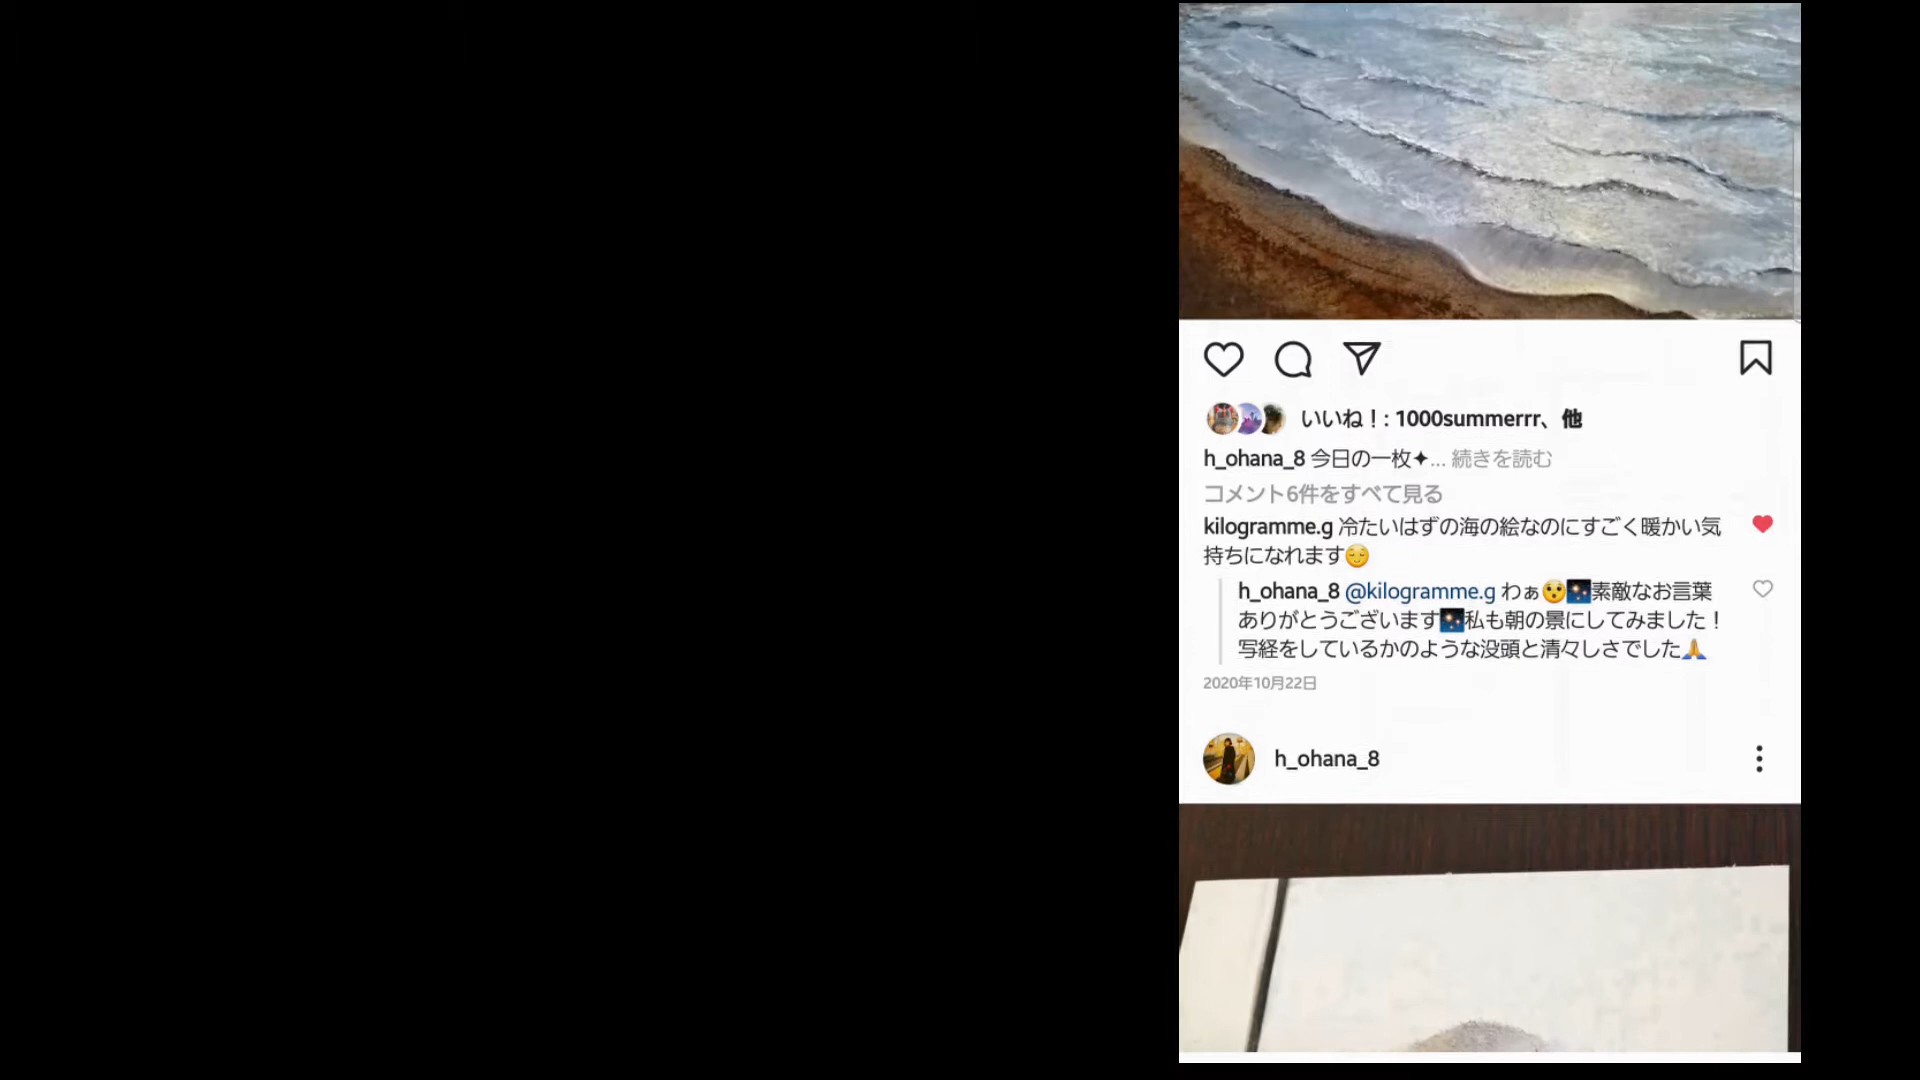 いいね！: 1000summerrr、他
h_ohana_8 今日の一枚✦... 続きを読む
コメント6件をすべて見る
kilogramme.g 冷たいはずの海の絵なのにすごく暖かい気
持ちになれます😌
h_ohana_8 @kilogramme.g わぁ😯🎇素敵なお言葉
ありがとうございます🎇私も朝の景にしてみました！
写経をしているかのような没頭と清々しさでした🙏
2020年10月22日
h_ohana_8